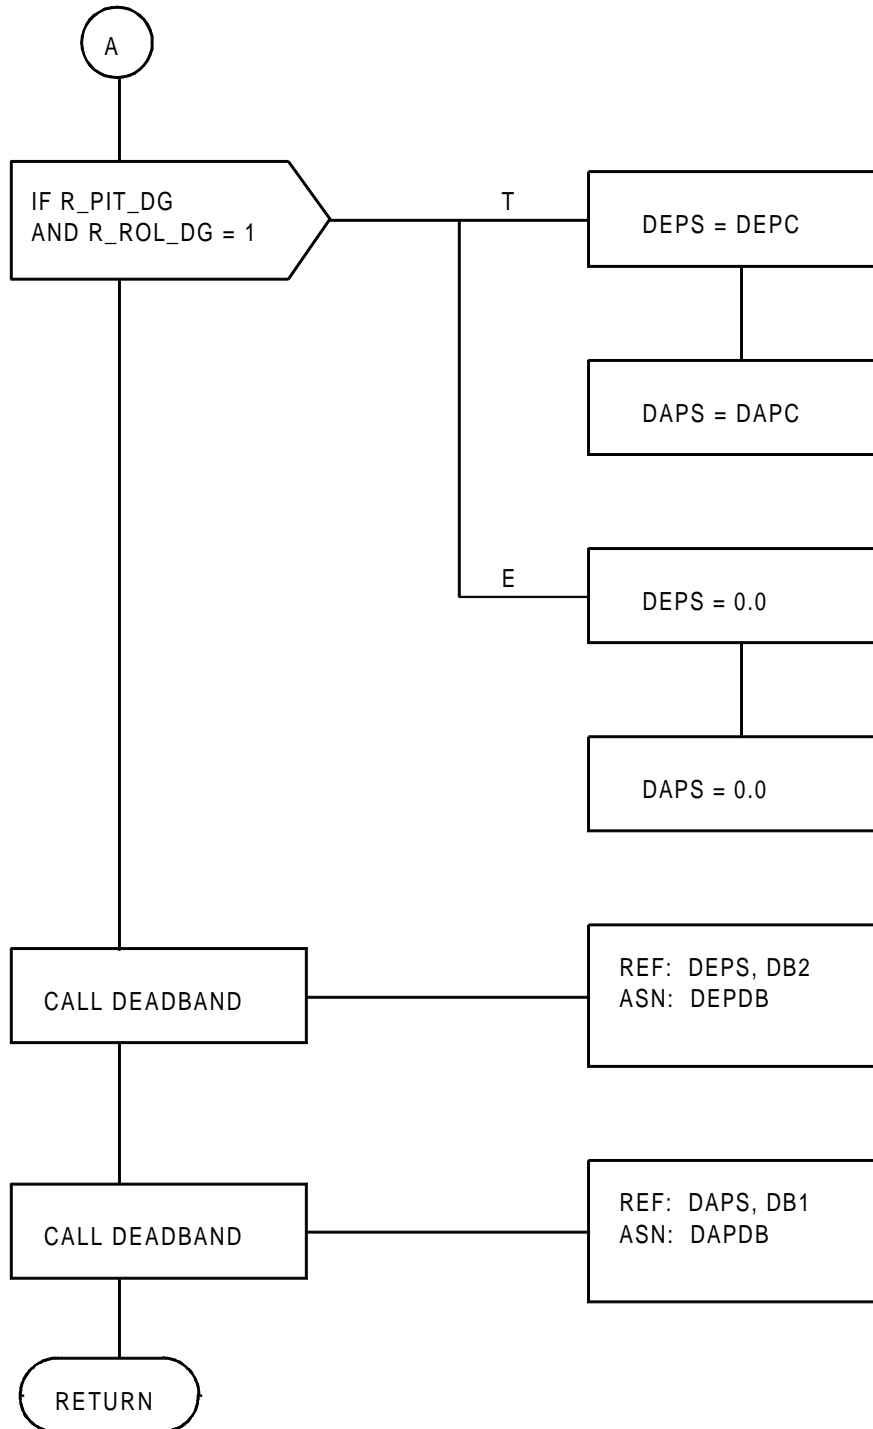 A
IF R_PIT_DG
AND R_ROL_DG = 1
T
DEPS = DEPC
DAPS = DAPC
E
DEPS = 0.0
DAPS = 0.0
CALL DEADBAND
REF: DEPS, DB2
ASN: DEPDB
CALL DEADBAND
REF: DAPS, DB1
ASN: DAPDB
RETURN